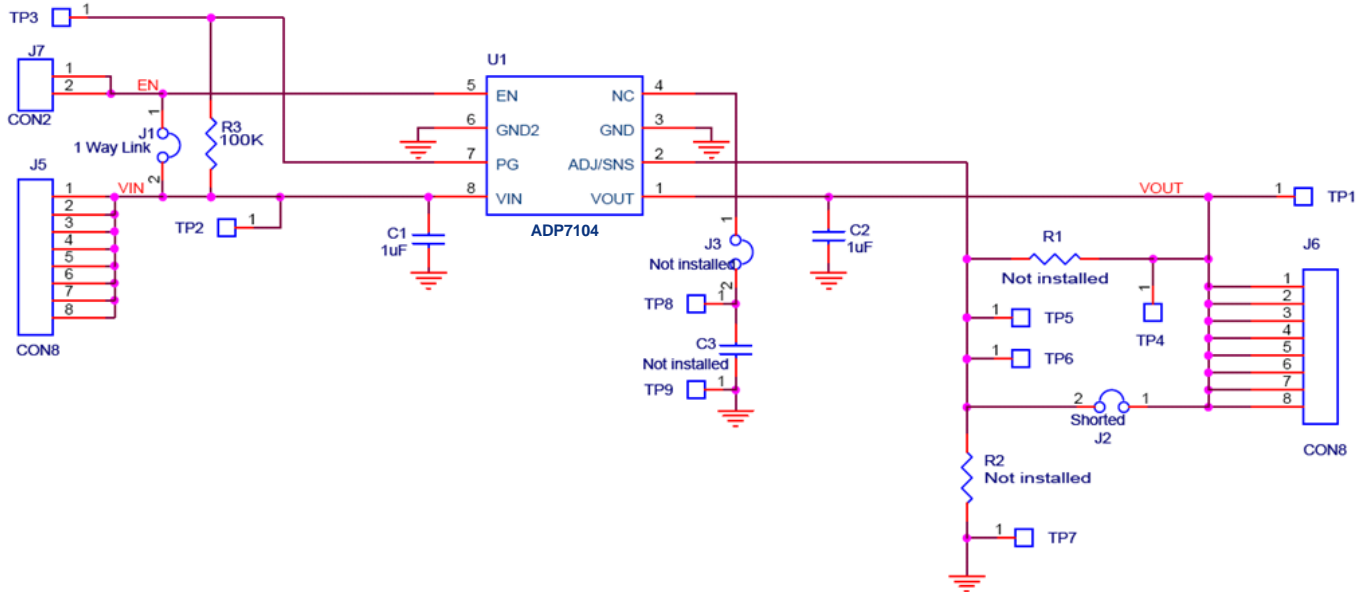 TP3 1
J7
1
2
CON2
EN
1
J1
1 Way Link
2
R3
100K
J5
1
2
3
4
5
6
7
8
CON8
VIN
TP2 1
C1
1uF
U1
5 EN
6 GND2
7 PG
8 VIN
NC 4
GND 3
ADJ/SNS 2
VOUT 1
ADP7104
1
J3
Not installed
2
TP8 1
C3
Not installed
TP9 1
C2
1uF
VOUT
1 TP1
R1
Not installed
1
TP4
1 TP5
1 TP6
2 1
Shorted
J2
R2
Not installed
1 TP7
J6
1
2
3
4
5
6
7
8
CON8